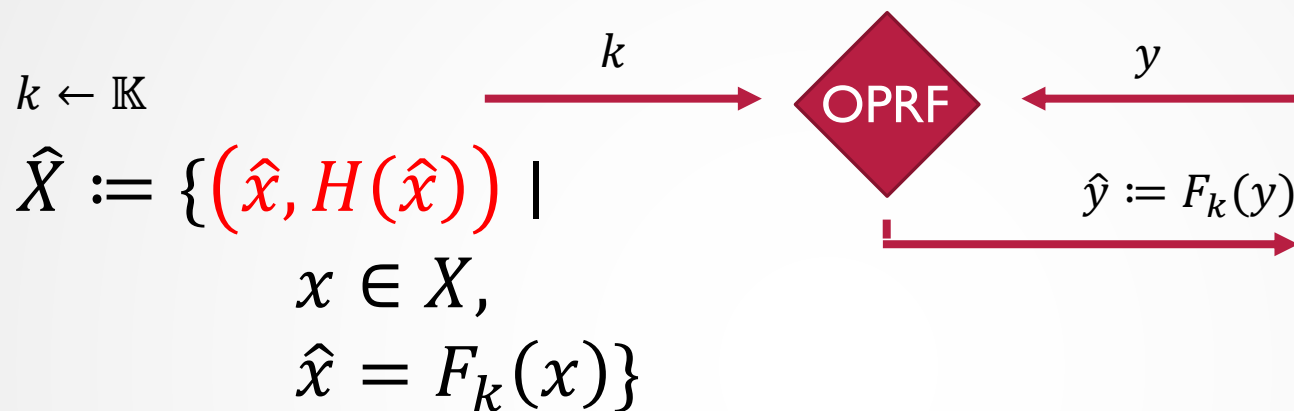 k
y
k ← 𝕂
OPRF
X̂ := {(x̂, H(x̂)) |
ŷ := F_k(y)
x ∈ X,
x̂ = F_k(x)}